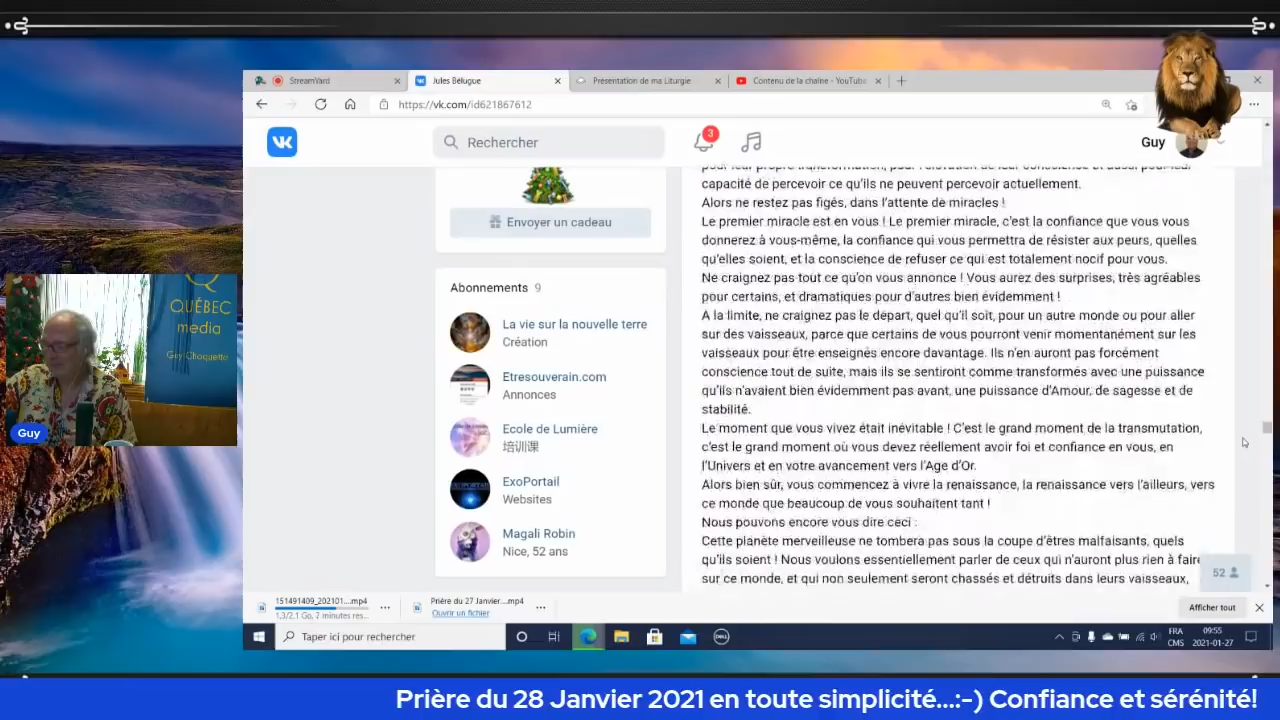 StreamYard
Jules Bélugue
Présentation de ma Liturgie
Contenu de la chaîne - YouTube
https://vk.com/id621867612
Rechercher
3
Guy
Envoyer un cadeau
Abonnements 9
La vie sur la nouvelle terre
Création
Etresouverain.com
Annonces
Ecole de Lumière
培训课
ExoPortail
Websites
Magali Robin
Nice, 52 ans
capacité de percevoir ce qu'ils ne peuvent percevoir actuellement.
Alors ne restez pas figés, dans l'attente de miracles !
Le premier miracle est en vous ! Le premier miracle, c'est la confiance que vous vous
donnerez à vous-même, la confiance qui vous permettra de résister aux peurs, quelles
qu'elles soient, et la conscience de refuser ce qui est totalement nocif pour vous.
Ne craignez pas tout ce qu'on vous annonce ! Vous aurez des surprises, très agréables
pour certains, et dramatiques pour d'autres bien évidemment !
A la limite, ne craignez pas le départ, quel qu'il soit, pour un autre monde ou pour aller
sur des vaisseaux, parce que certains de vous pourront venir momentanément sur les
vaisseaux pour être enseignés encore davantage. Ils n'en auront pas forcément
conscience tout de suite, mais ils se sentiront comme transformés avec une puissance
qu'ils n'avaient bien évidemment pas avant, une puissance d'Amour, de sagesse et de
stabilité.
Le moment que vous vivez était inévitable ! C'est le grand moment de la transmutation,
c'est le grand moment où vous devez réellement avoir foi et confiance en vous, en
l'Univers et en votre avancement vers l'Age d'Or.
Alors bien sûr, vous commencez à vivre la renaissance, la renaissance vers l'ailleurs, vers
ce monde que beaucoup de vous souhaitent tant !
Nous pouvons encore vous dire ceci :
Cette planète merveilleuse ne tombera pas sous la coupe d'êtres malfaisants, quels
qu'ils soient ! Nous voulons essentiellement parler de ceux qui n'auront plus rien à faire
sur ce monde, et qui non seulement seront chassés et détruits dans leurs vaisseaux,
52
QUÉBEC
media
Guy Choquette
Guy
151491409_202101....mp4
1,3/2,1 Go, 2 minutes res...
Prière du 27 Janvier....mp4
Ouvrir un fichier
Afficher tout
Taper ici pour rechercher
DELL
FRA
CMS
09:55
2021-01-27
Prière du 28 Janvier 2021 en toute simplicité...:-) Confiance et sérénité!